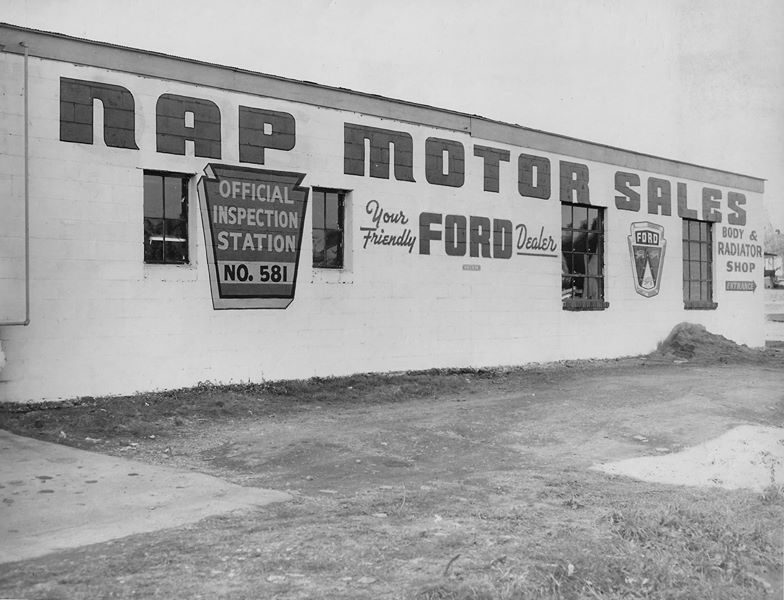 NAP MOTOR SALES
OFFICIAL
INSPECTION
STATION
NO. 581
Your
Friendly
FORD Dealer
FORD
BODY &
RADIATOR
SHOP
ENTRANCE